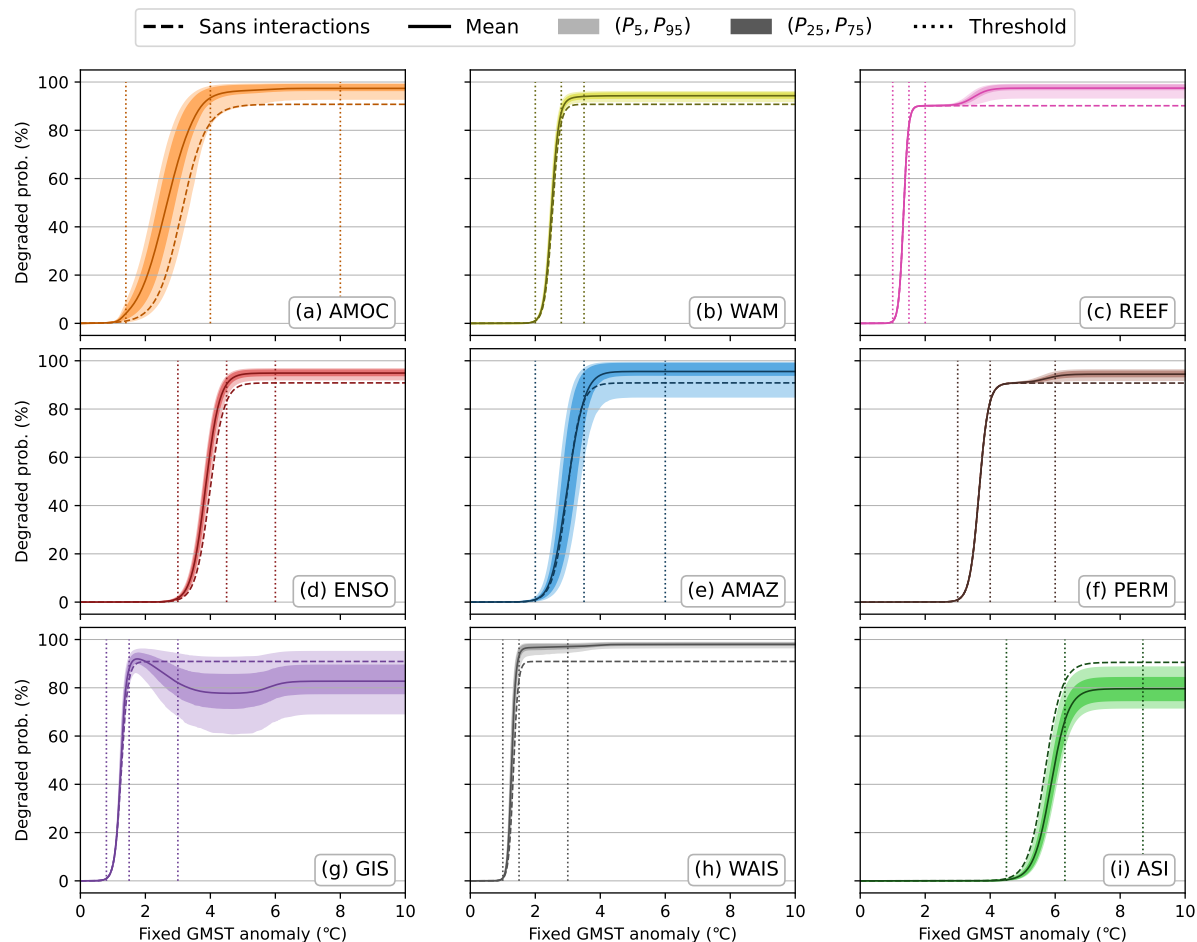 Sans interactions Mean (P5, P95) (P25, P75) Threshold
100
80
60
40
20
0
Degraded prob. (%)
(a) AMOC
(b) WAM
Degraded prob. (%)
(c) REEF
100
80
60
40
20
0
Degraded prob. (%)
(d) ENSO
(e) AMAZ
(f) PERM
100
80
60
40
20
0
Degraded prob. (%)
(g) GIS
(h) WAIS
(i) ASI
0 2 4 6 8 10
0 2 4 6 8 10
0 2 4 6 8 10
Fixed GMST anomaly (°C)
Fixed GMST anomaly (°C)
Fixed GMST anomaly (°C)